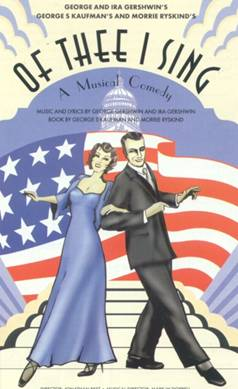 GEORGE AND IRA GERSHWIN'S
GEORGE S KAUFMAN'S AND MORRIE RYSKIND'S
OF THEE I SING
A Musical Comedy
MUSIC AND LYRICS BY GEORGE GERSHWIN AND IRA GERSHWIN
BOOK BY GEORGE S KAUFMAN AND MORRIE RYSKIND